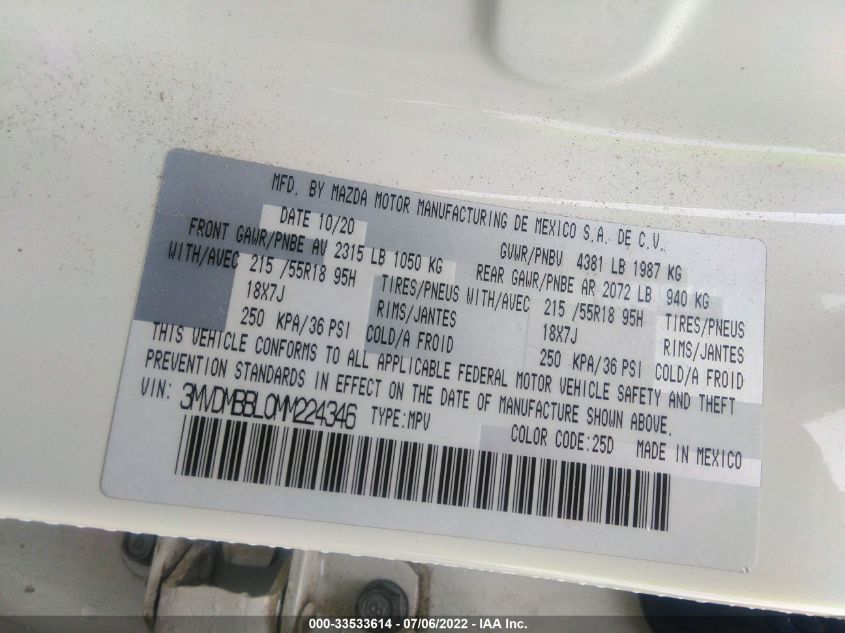 MFD. BY MAZDA MOTOR MANUFACTURING DE MEXICO S.A. DE C.V..
DATE 10/20 GVWR/PNBV 4381 LB 1987 KG
FRONT GAWR/PNBE AV 2315 LB 1050 KG REAR GAWR/PNBE AR 2072 LB 940 KG
WITH/AVEC 215 /55R18 95H TIRES/PNEUS WITH/AVEC 215 /55R18 95H TIRES/PNEUS
18X7J RIMS/JANTES 18X7J RIMS/JANTES
250 KPA/36 PSI COLD/A FROID 250 KPA/36 PSI COLD/A FROID
THIS VEHICLE CONFORMS TO ALL APPLICABLE FEDERAL MOTOR VEHICLE SAFETY AND THEFT
PREVENTION STANDARDS IN EFFECT ON THE DATE OF MANUFACTURE SHOWN ABOVE.
VIN: 3MVDMBBL0MM224346 TYPE:MPV
COLOR CODE:25D MADE IN MEXICO
000-33533614 - 07/06/2022 - IAA Inc.